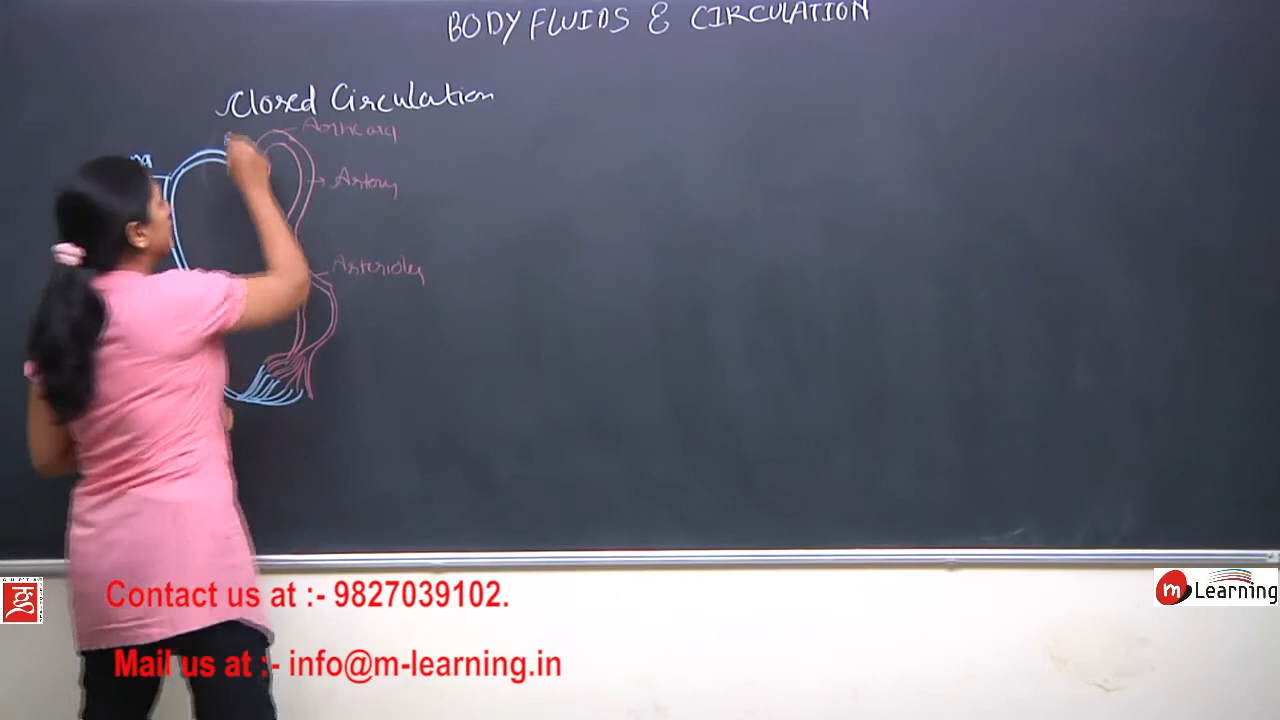 BODY FLUIDS & CIRCULATION
Closed Circulation
Artery
Arterioles
Contact us at :- 9827039102.
Mail us at :- info@m-learning.in
m Learning